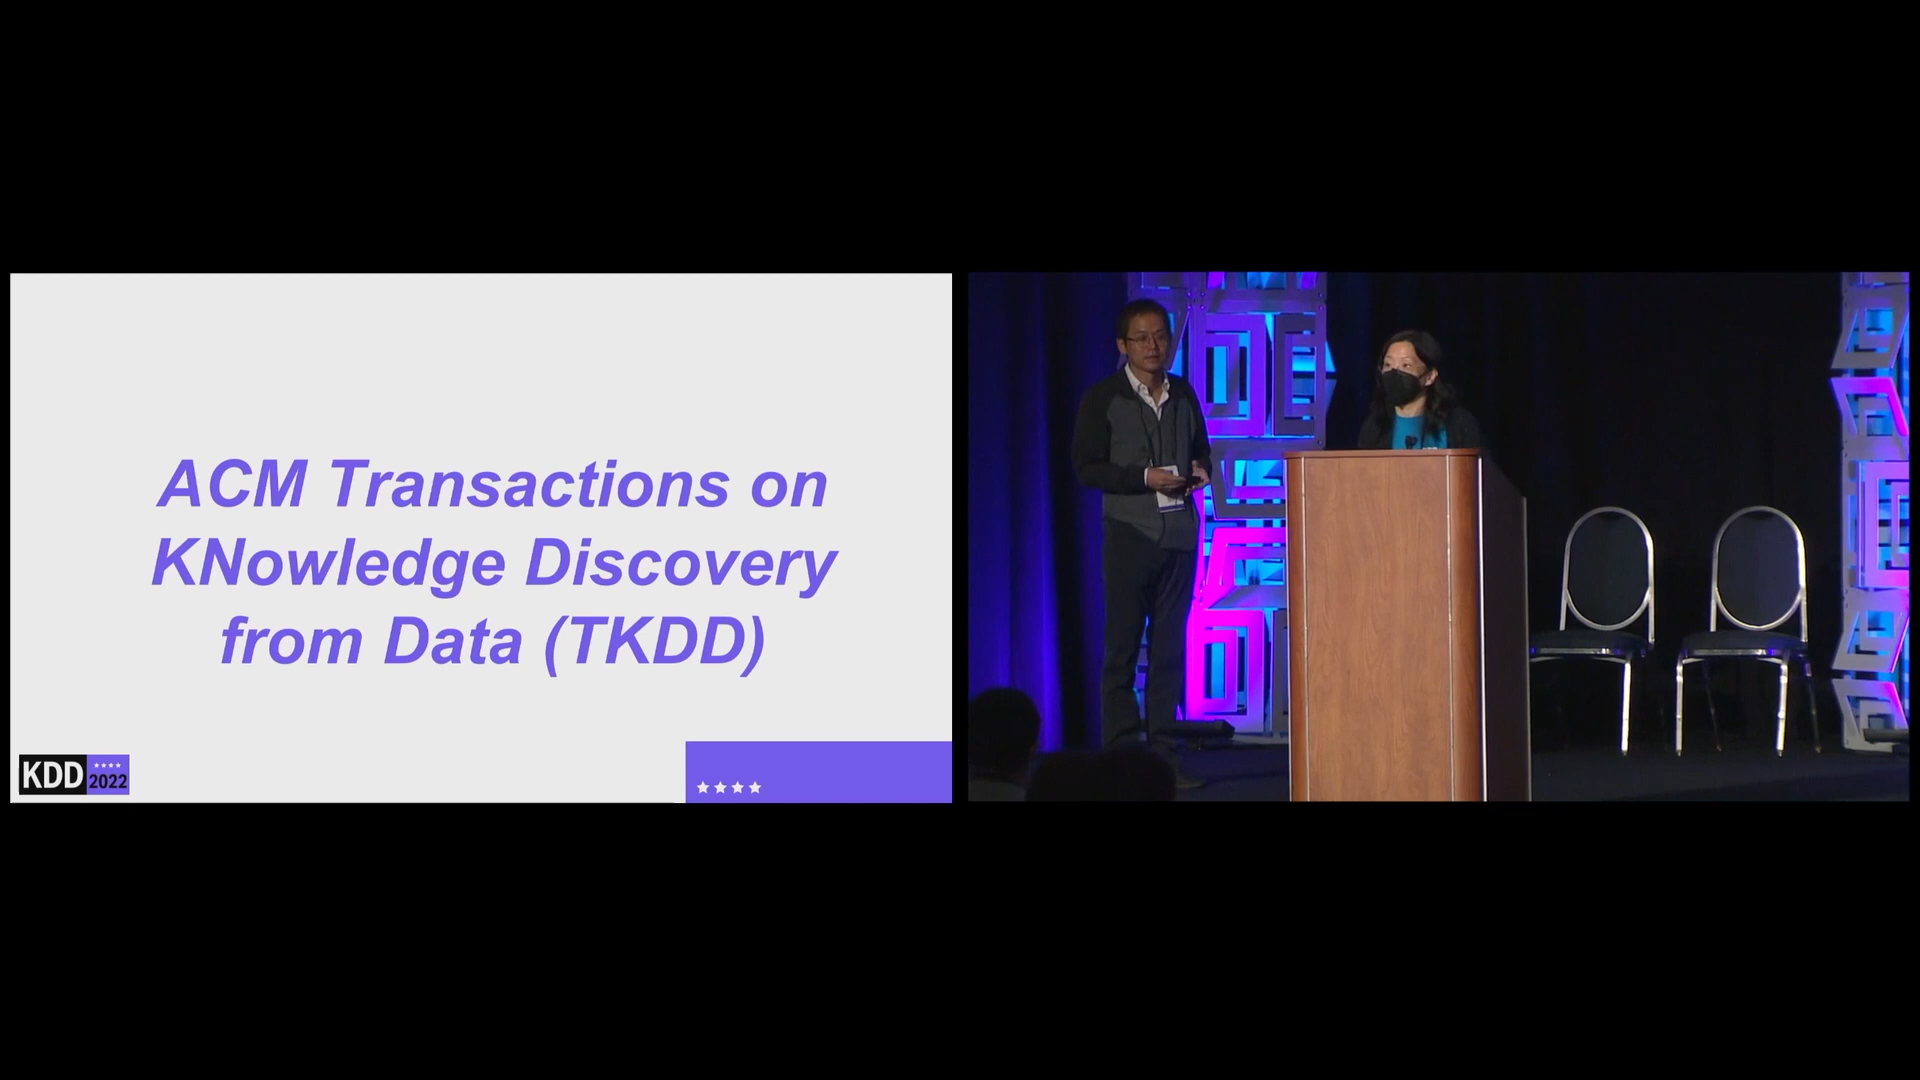 ACM Transactions on
KNowledge Discovery
from Data (TKDD)
KDD
2022